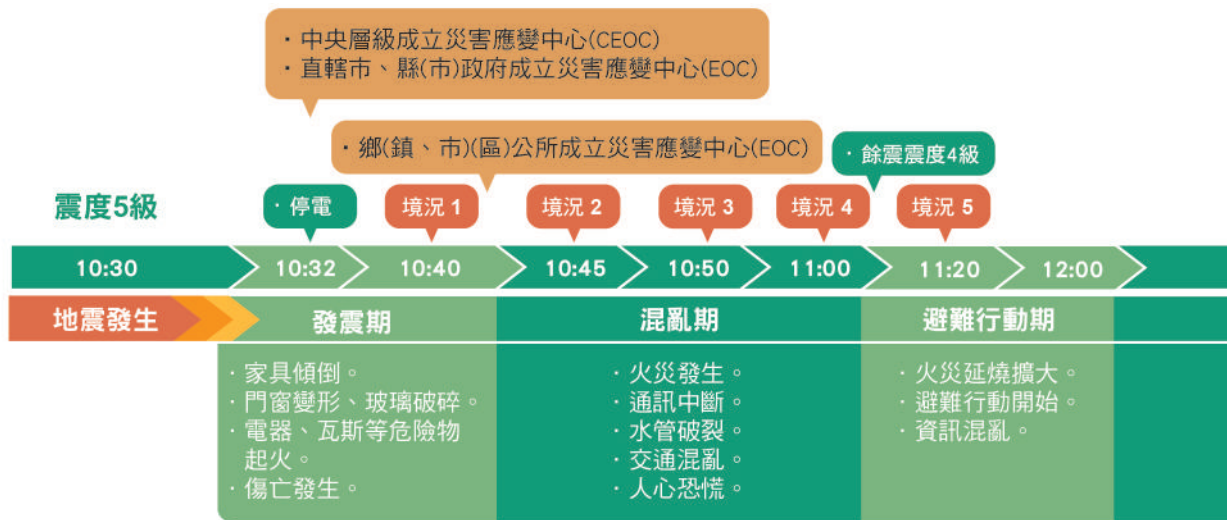 ·中央層級成立災害應變中心(CEOC)
·直轄市、縣(市)政府成立災害應變中心(EOC)
·鄉(鎮、市)(區)公所成立災害應變中心(EOC)
·餘震震度4級
震度5級
·停電
境況 1
境況 2
境況 3
境況 4
境況 5
10:30
10:32
10:40
10:45
10:50
11:00
11:20
12:00
地震發生
發震期
混亂期
避難行動期
·家具傾倒。
·門窗變形、玻璃破碎。
·電器、瓦斯等危險物
起火。
·傷亡發生。
·火災發生。
·通訊中斷。
·水管破裂。
·交通混亂。
·人心恐慌。
·火災延燒擴大。
·避難行動開始。
·資訊混亂。